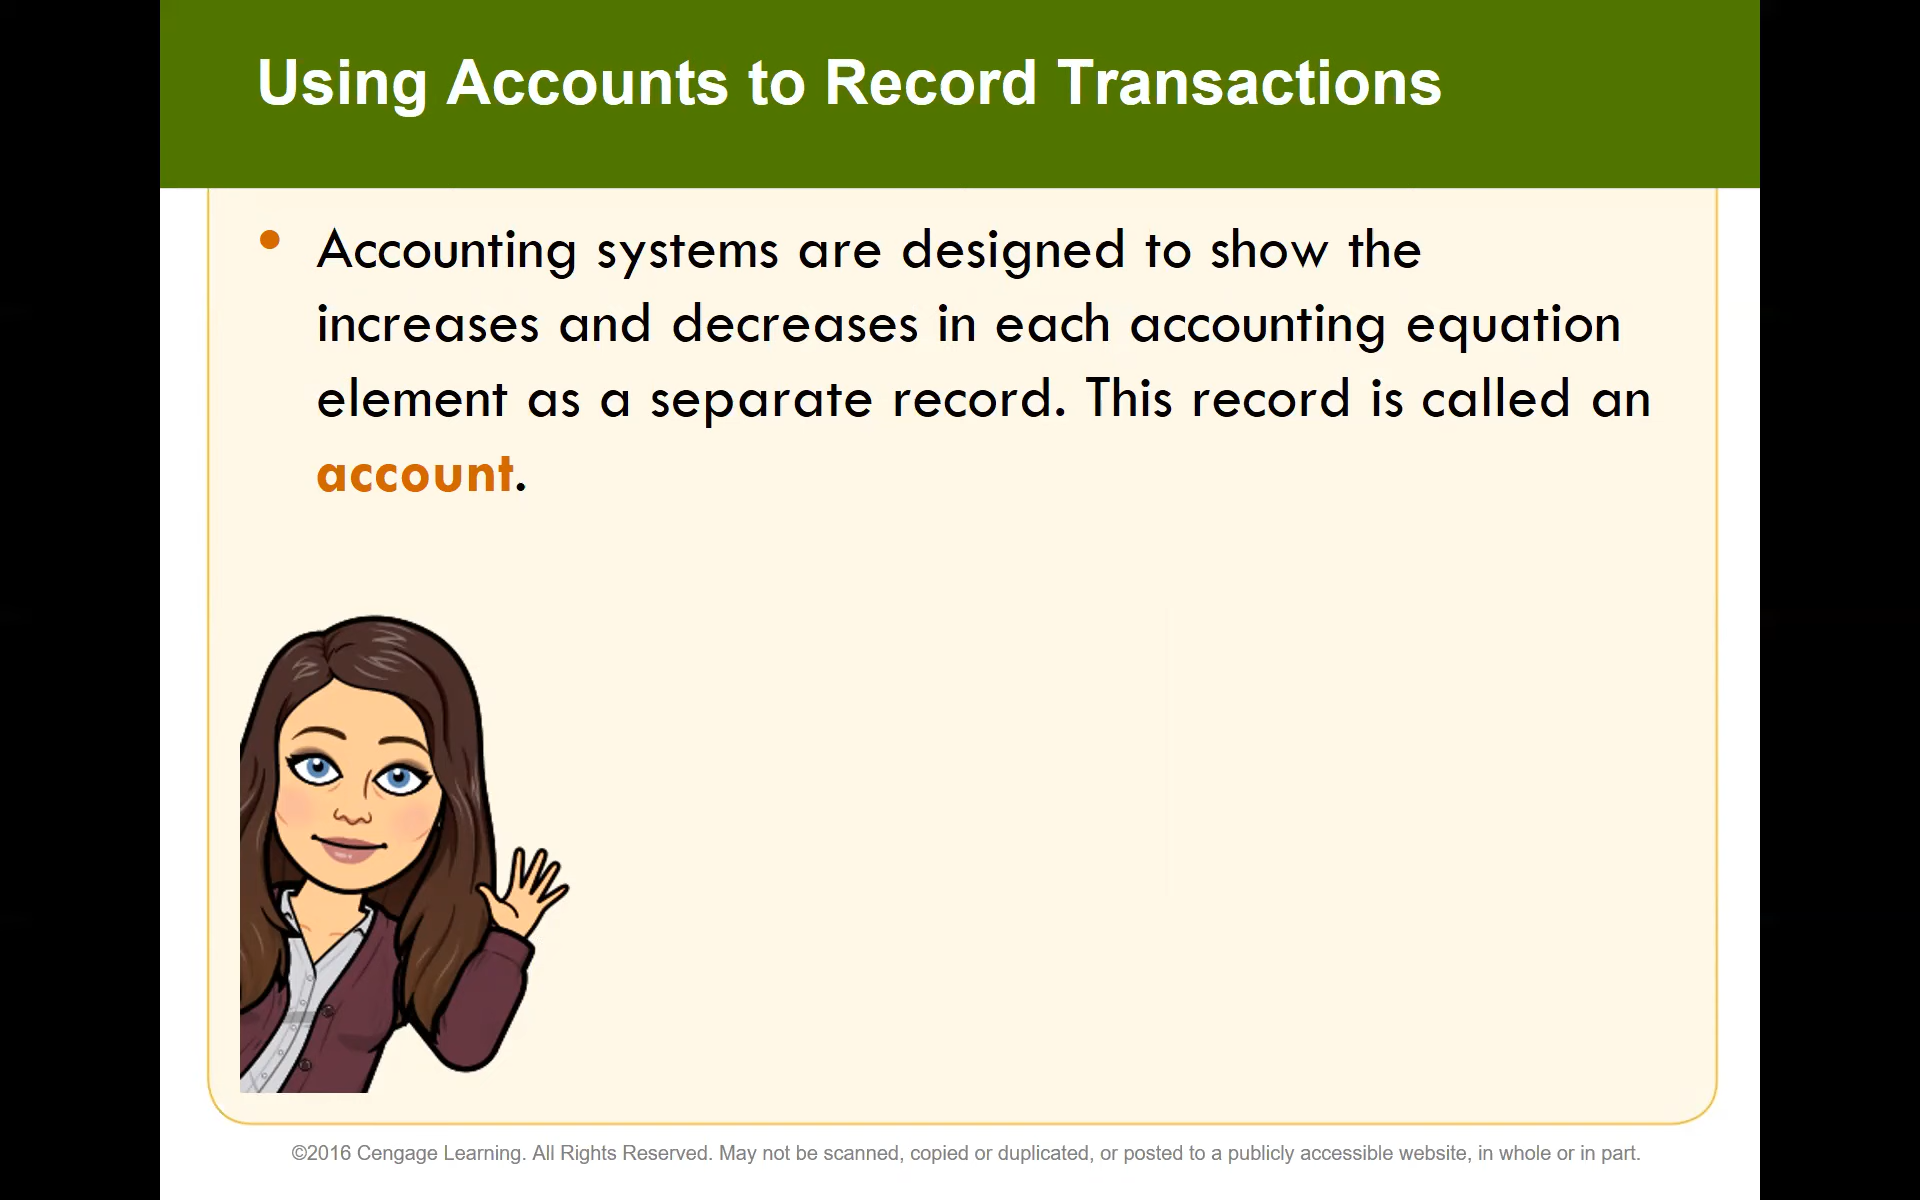 Using Accounts to Record Transactions
• Accounting systems are designed to show the
increases and decreases in each accounting equation
element as a separate record. This record is called an
account.
©2016 Cengage Learning. All Rights Reserved. May not be scanned, copied or duplicated, or posted to a publicly accessible website, in whole or in part.